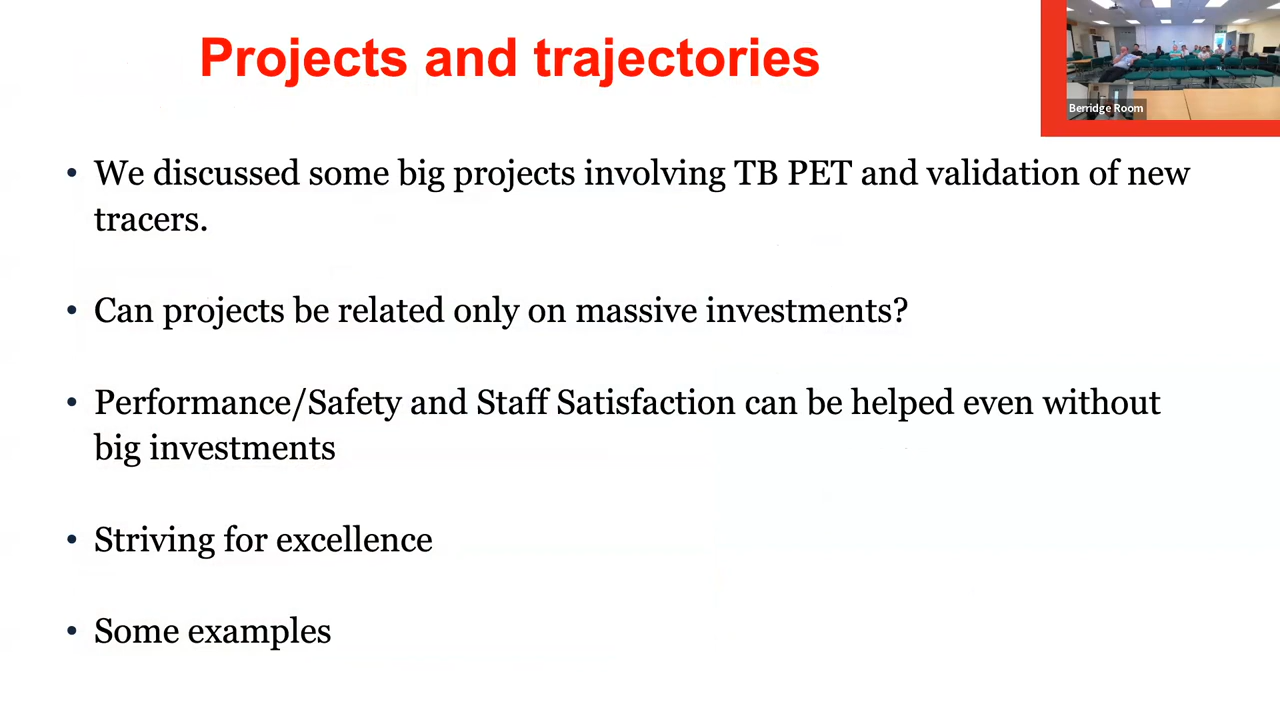 Projects and trajectories
Berridge Room
• We discussed some big projects involving TB PET and validation of new
tracers.
• Can projects be related only on massive investments?
• Performance/Safety and Staff Satisfaction can be helped even without
big investments
• Striving for excellence
• Some examples